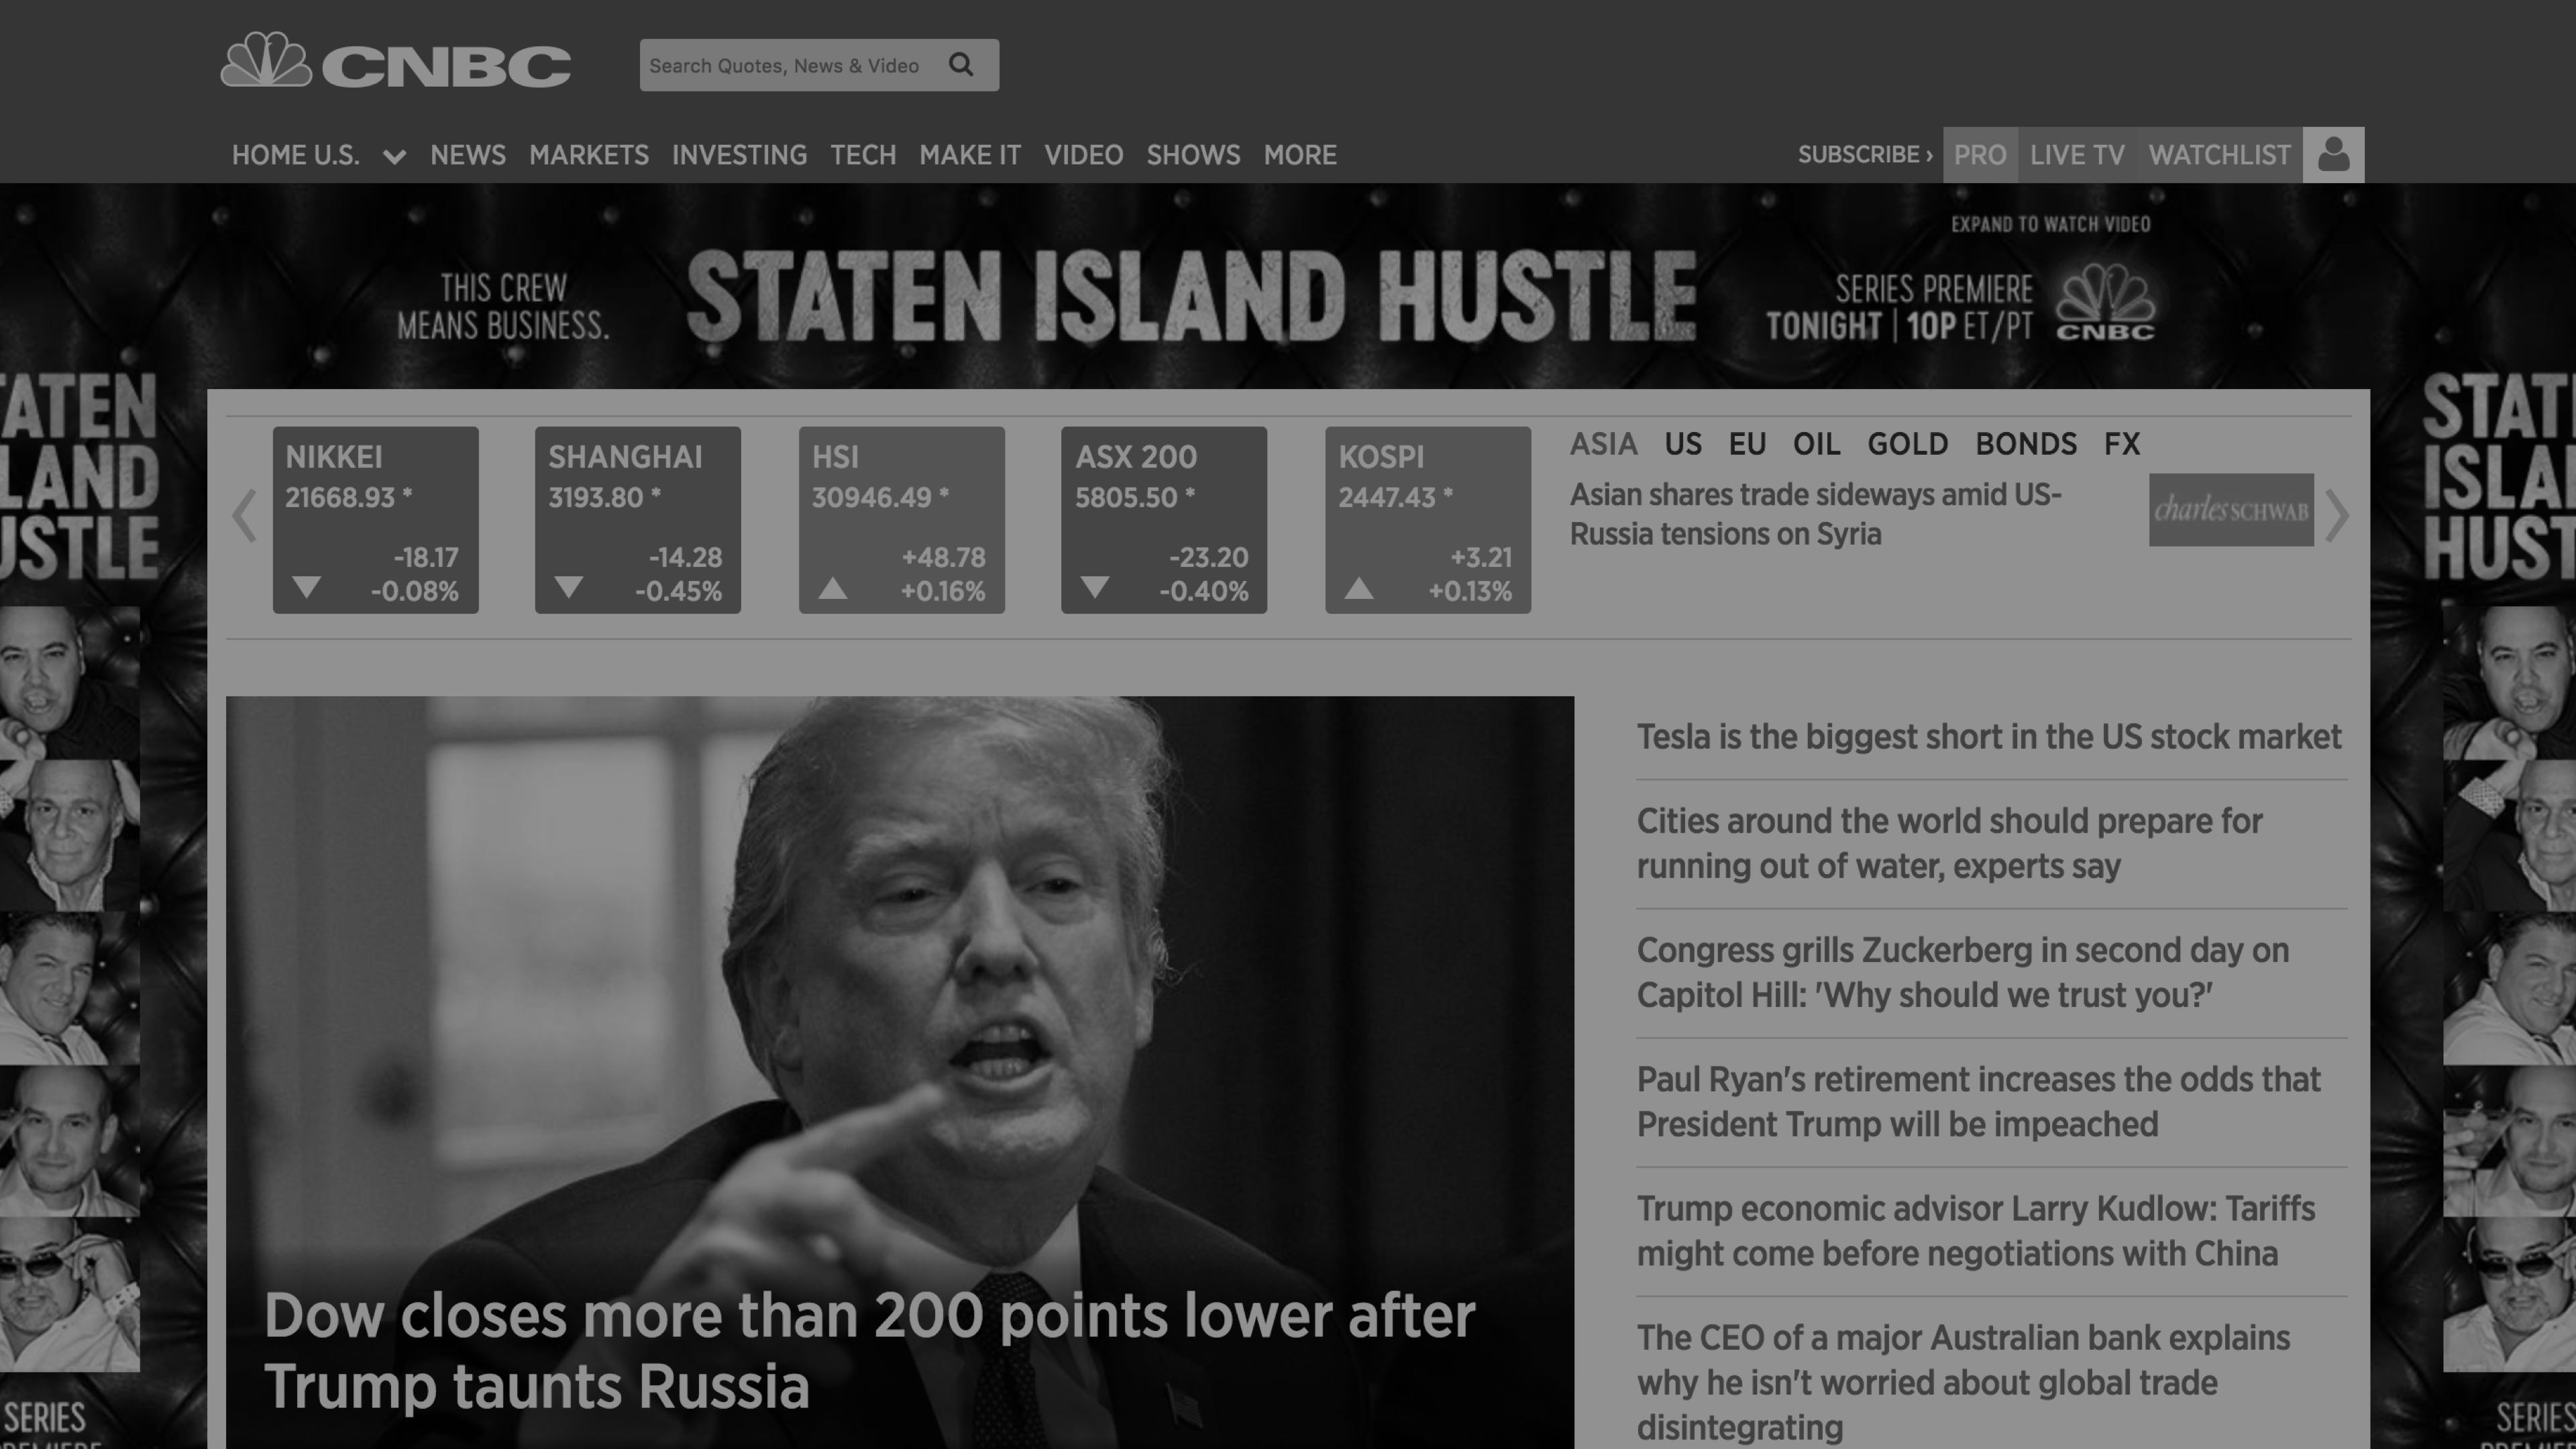 CNBC
Search Quotes, News & Video
HOME U.S. NEWS MARKETS INVESTING TECH MAKE IT VIDEO SHOWS MORE
SUBSCRIBE › PRO LIVE TV WATCHLIST
EXPAND TO WATCH VIDEO
THIS CREW
MEANS BUSINESS.
STATEN ISLAND HUSTLE
SERIES PREMIERE
TONIGHT | 10P ET/PT
CNBC
TATEN
LAND
USTLE
SERIES
NIKKEI
21668.93 *
-18.17
-0.08%
SHANGHAI
3193.80 *
-14.28
-0.45%
HSI
30946.49 *
+48.78
+0.16%
ASX 200
5805.50 *
-23.20
-0.40%
KOSPI
2447.43 *
+3.21
+0.13%
ASIA US EU OIL GOLD BONDS FX
Asian shares trade sideways amid US-
Russia tensions on Syria
charles SCHWAB
Dow closes more than 200 points lower after
Trump taunts Russia
Tesla is the biggest short in the US stock market
Cities around the world should prepare for
running out of water, experts say
Congress grills Zuckerberg in second day on
Capitol Hill: 'Why should we trust you?'
Paul Ryan's retirement increases the odds that
President Trump will be impeached
Trump economic advisor Larry Kudlow: Tariffs
might come before negotiations with China
The CEO of a major Australian bank explains
why he isn't worried about global trade
disintegrating
STAT
ISLA
HUST
SERIES